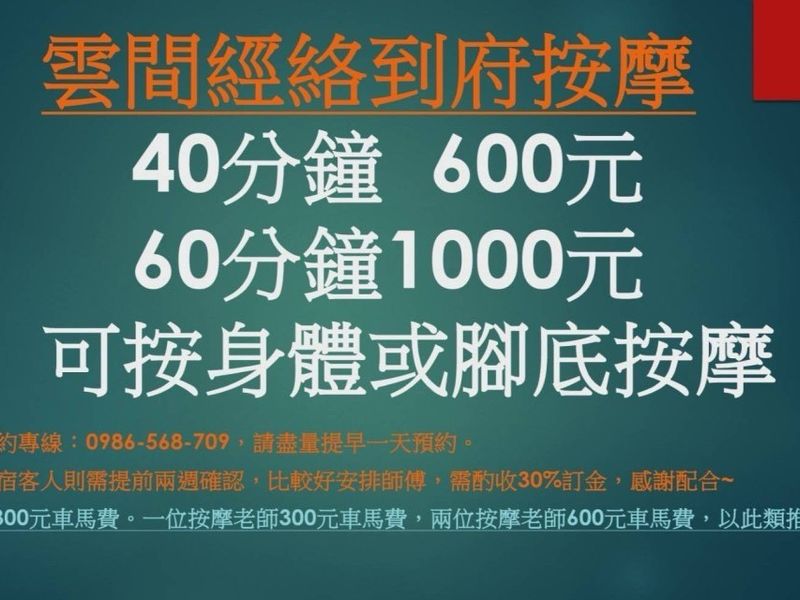 雲間經絡到府按摩
40分鐘 600元
60分鐘1000元
可按身體或腳底按摩
約專線：0986-568-709，請盡量提早一天預約。
宿客人則需提前兩週確認，比較好安排師傅，需酌收30%訂金，感謝配合~
300元車馬費。一位按摩老師300元車馬費，兩位按摩老師600元車馬費，以此類推